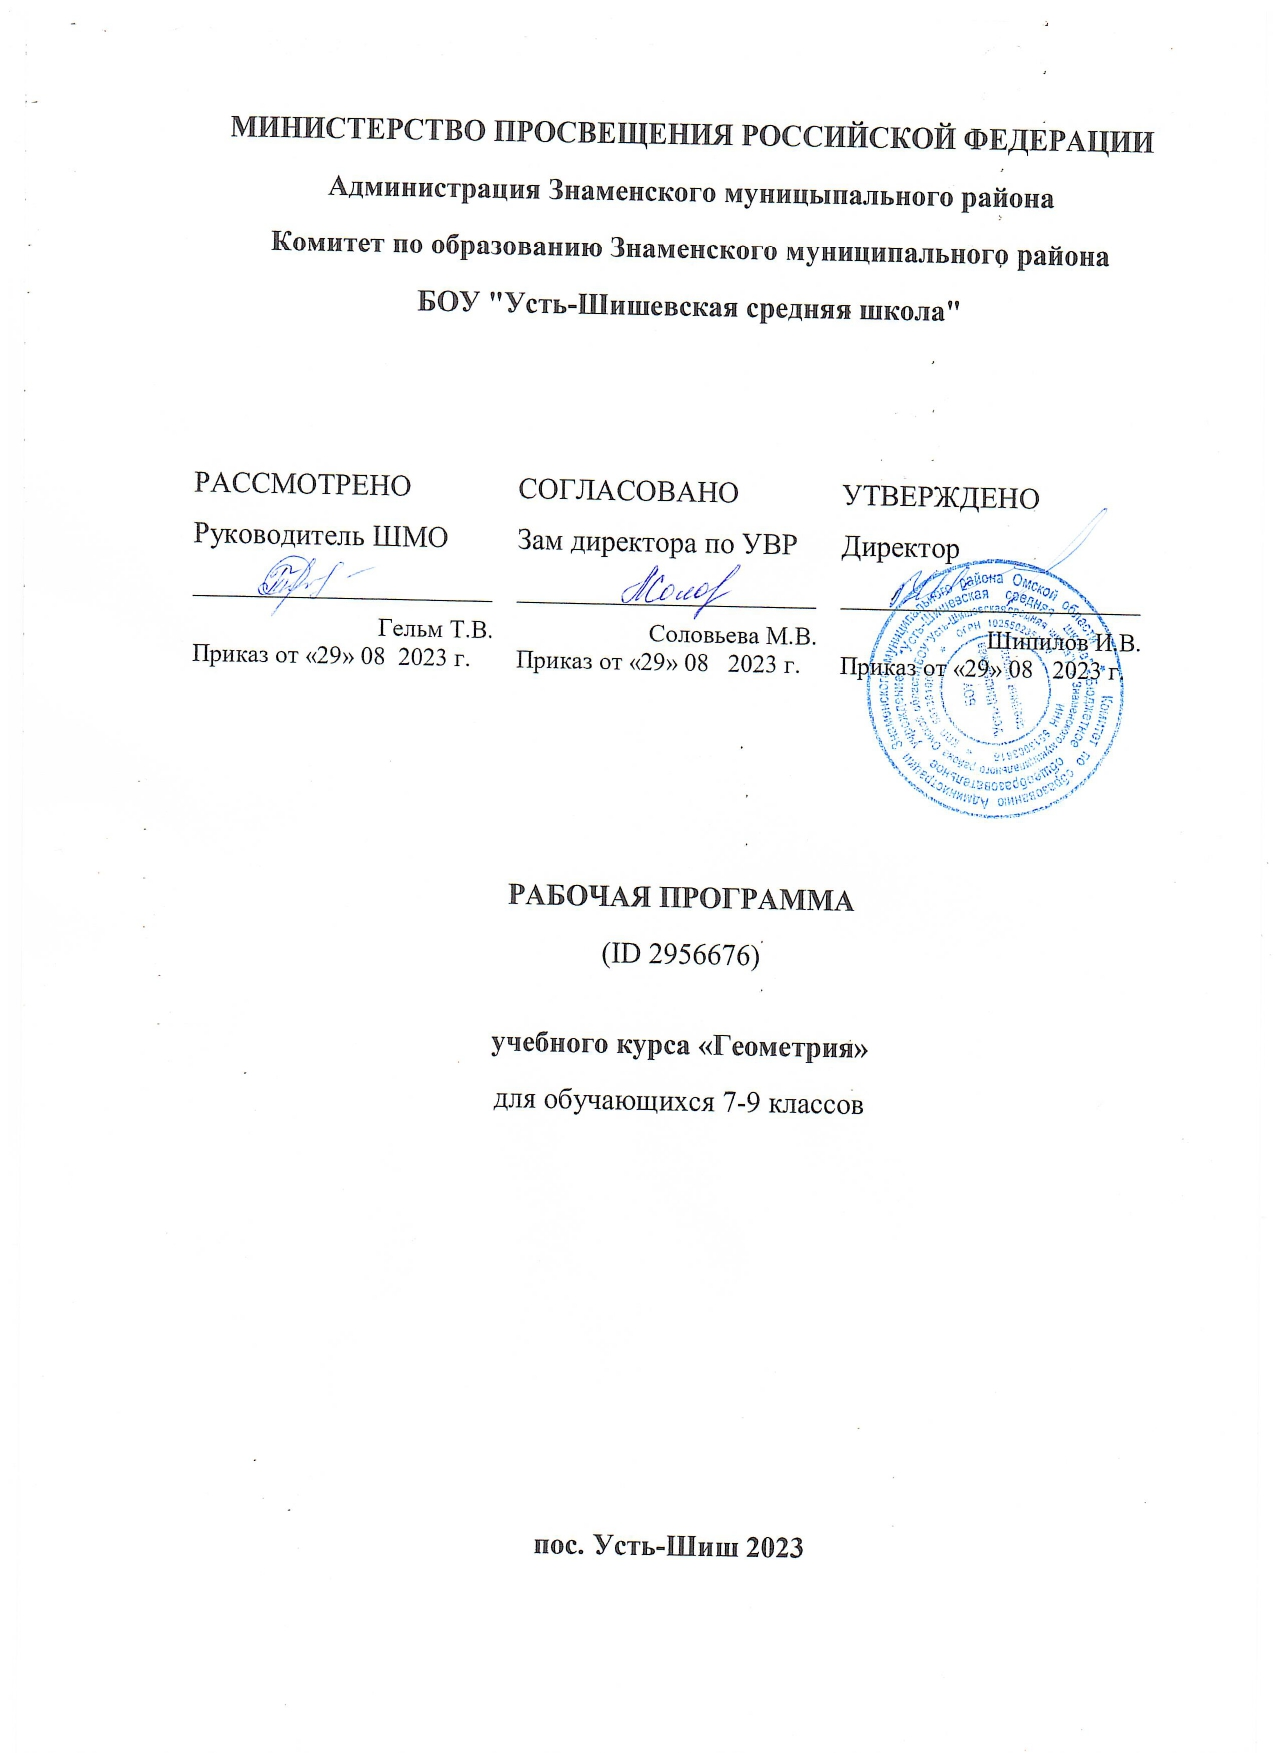 МИНИСТЕРСТВО ПРОСВЕЩЕНИЯ РОССИЙСКОЙ ФЕДЕРАЦИИ
Администрация Знаменского муницыпального района
Комитет по образованию Знаменского муниципального района
БОУ "Усть-Шишевская средняя школа"
РАССМОТРЕНО
Руководитель ШМО
Гельм Т.В.
Приказ от «29» 08 2023 г.
СОГЛАСОВАНО
Зам директора по УВР
Соловьева М.В.
Приказ от «29» 08 2023 г.
УТВЕРЖДЕНО
Директор
Шипилов И.В.
Приказ от «29» 08 2023 г.
РАБОЧАЯ ПРОГРАММА
(ID 2956676)
учебного курса «Геометрия»
для обучающихся 7-9 классов
пос. Усть-Шиш 2023